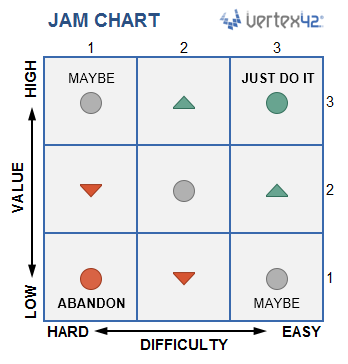 JAM CHART
vertex42
1 2 3
HIGH
MAYBE
JUST DO IT
3
VALUE
2
LOW
1
ABANDON
MAYBE
HARD
EASY
DIFFICULTY